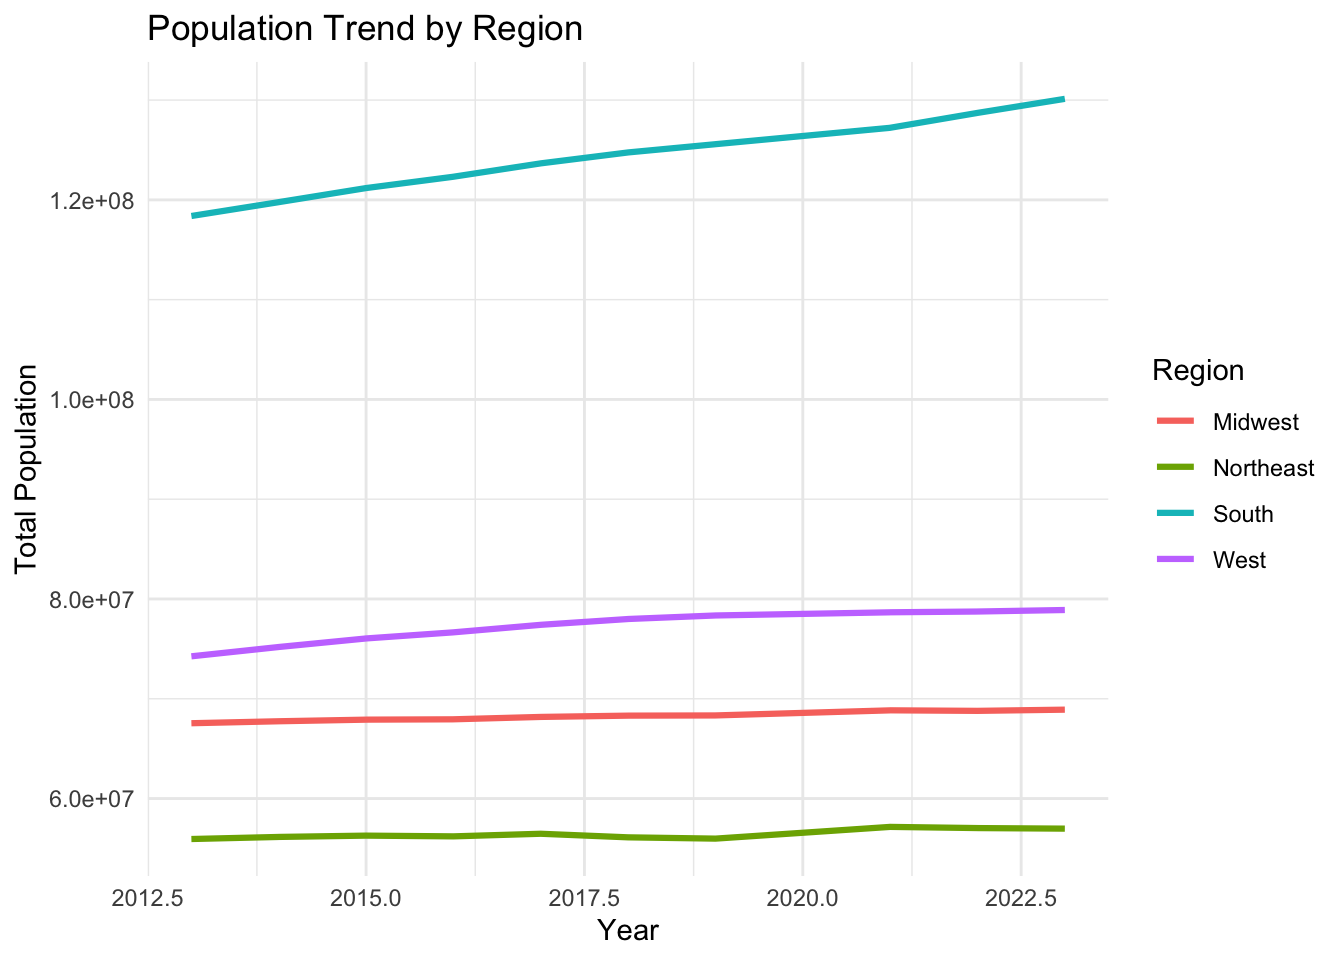 Population Trend by Region
Total Population
1.2e+08
1.0e+08
8.0e+07
6.0e+07
2012.5
2015.0
2017.5
2020.0
2022.5
Year
Region
Midwest
Northeast
South
West